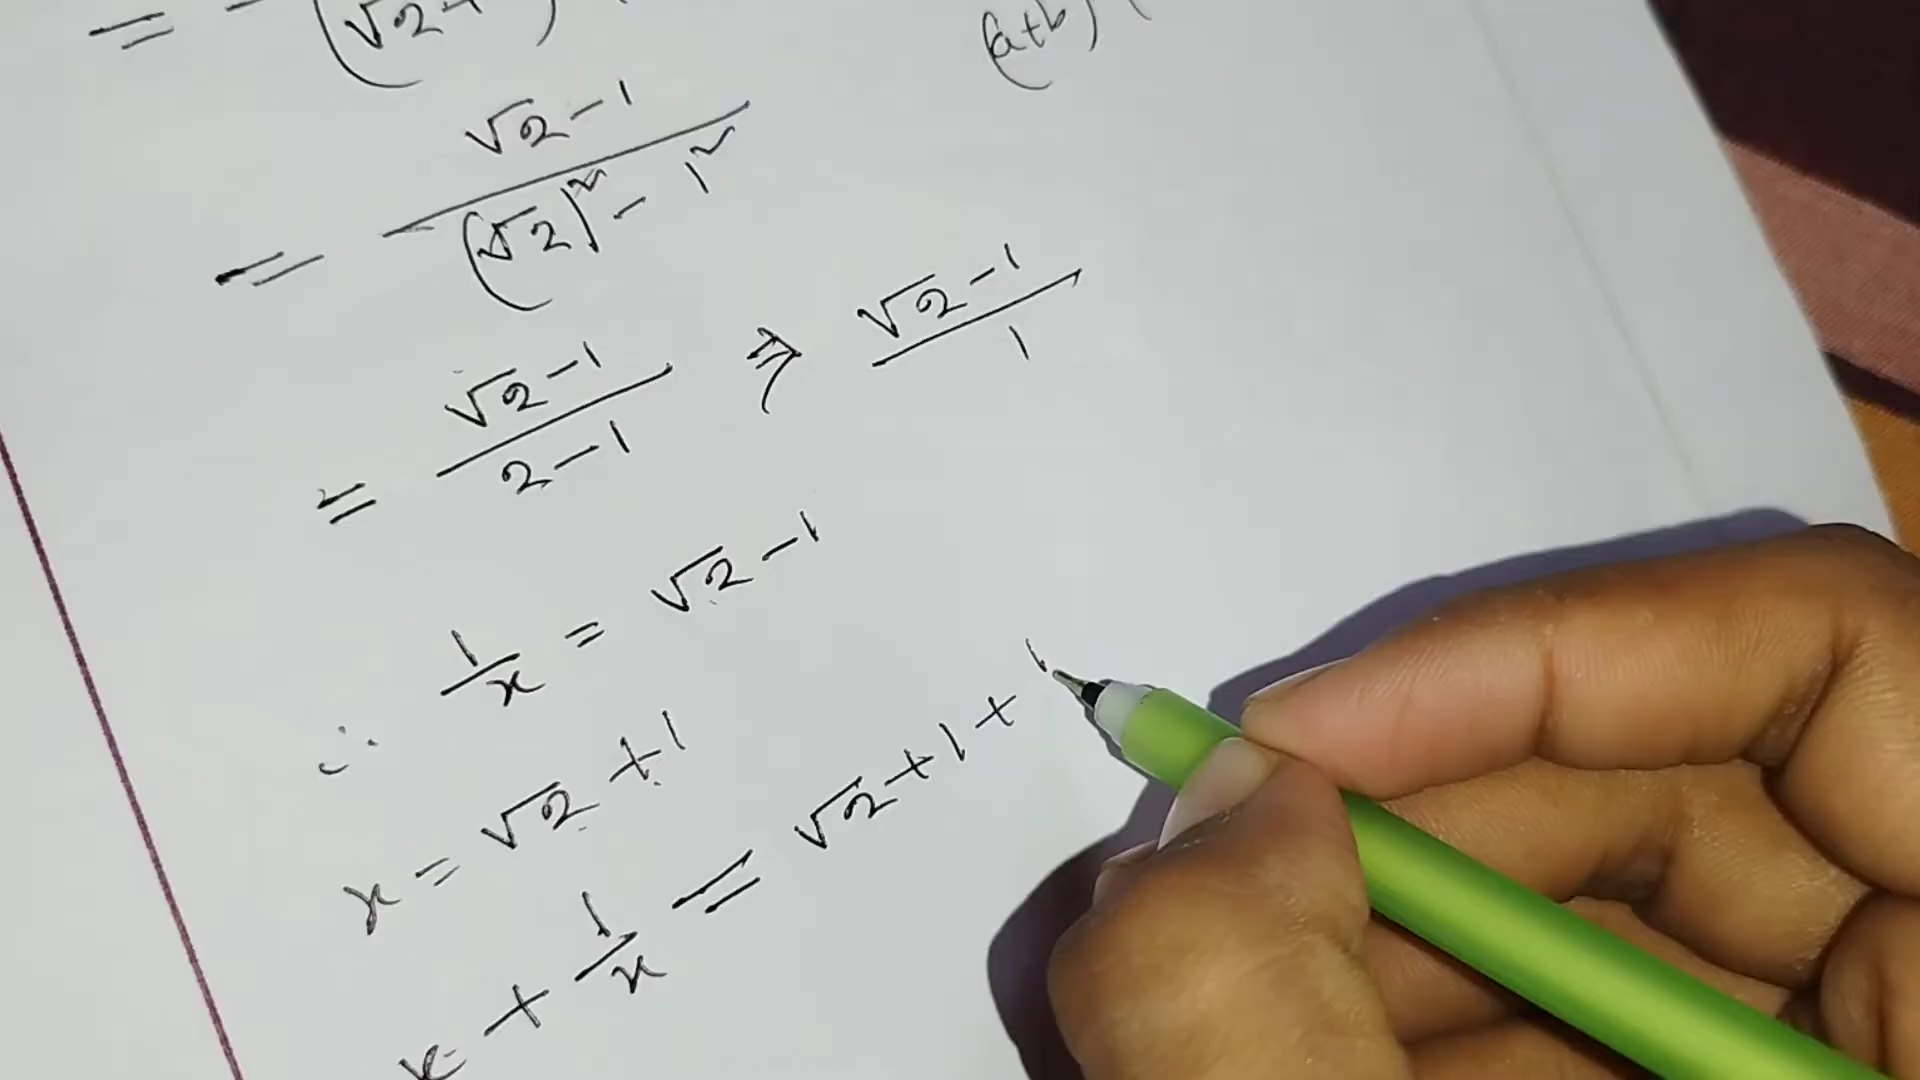 = (√2+
(a+b) (
= √2-1 / (√2)² - 1²
= √2-1 / 2-1 ⇒ √2-1 / 1
∴ 1/x = √2-1
x = √2+1
x + 1/x = √2+1+